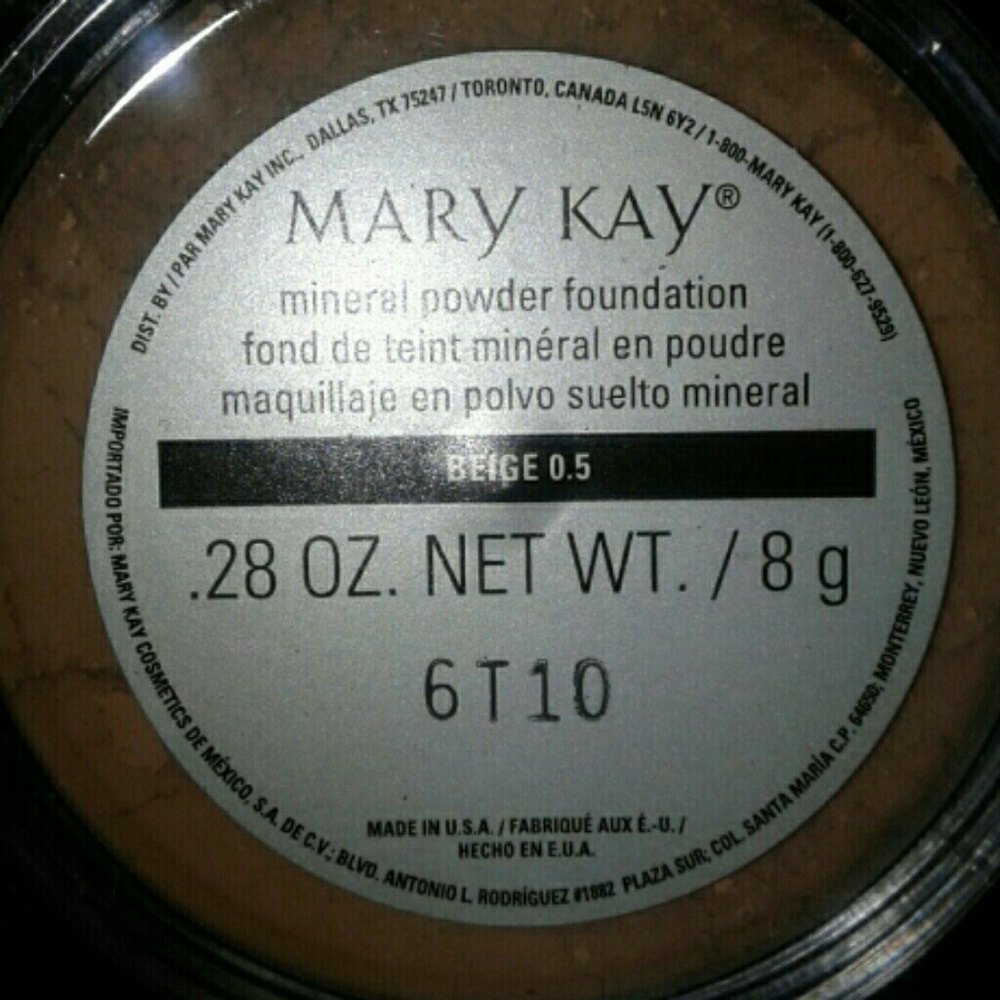 DIST. BY / PAR MARY KAY INC., DALLAS, TX 75247 / TORONTO, CANADA L5N 6Y2 / 1-800-MARY KAY (1-800-627-9529)
MARY KAY®
mineral powder foundation
fond de teint minéral en poudre
maquillaje en polvo suelto mineral
BEIGE 0.5
.28 OZ. NET WT. / 8 g
6T10
MADE IN U.S.A. / FABRIQUÉ AUX É.-U. /
HECHO EN E.U.A.
IMPORTADO POR: MARY KAY COSMETICS DE MÉXICO, S.A. DE C.V.; BLVD. ANTONIO L. RODRÍGUEZ #1882 PLAZA SUR; COL. SANTA MARÍA C.P. 64650; MONTERREY, NUEVO LEÓN, MÉXICO